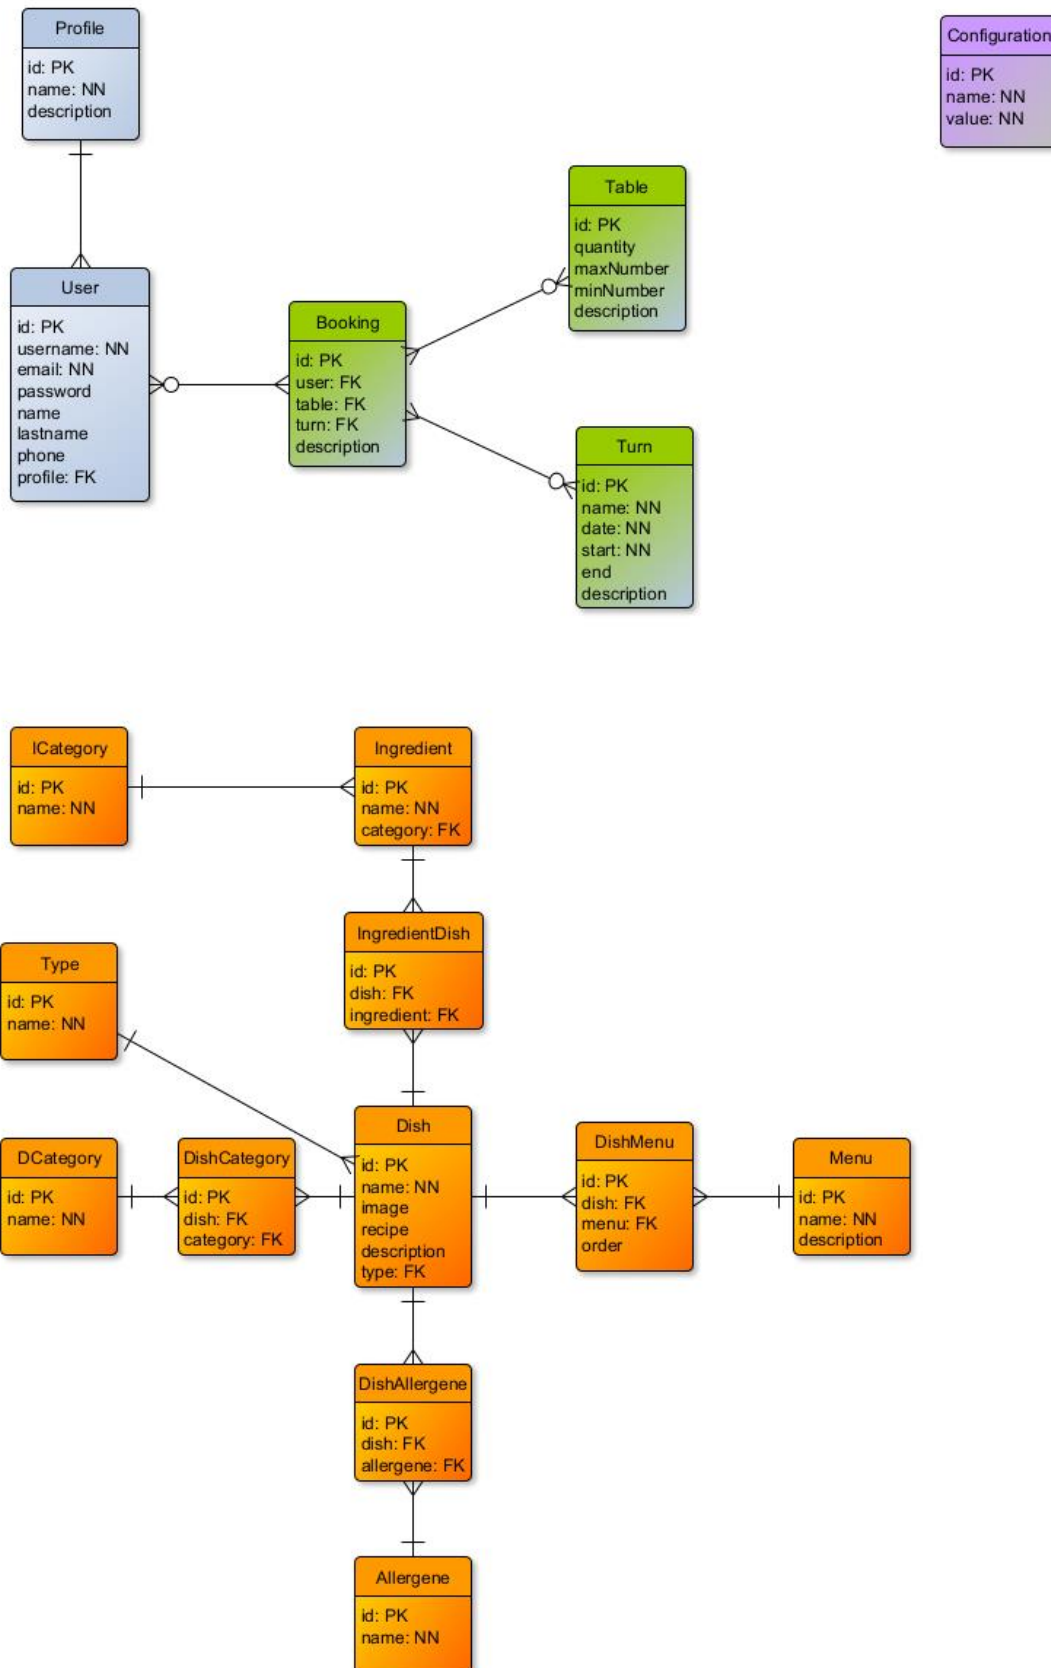 Profile
id: PK
name: NN
description
Configuration
id: PK
name: NN
value: NN
Table
id: PK
quantity
maxNumber
minNumber
description
User
id: PK
username: NN
email: NN
password
name
lastname
phone
profile: FK
Booking
id: PK
user: FK
table: FK
turn: FK
description
Turn
id: PK
name: NN
date: NN
start: NN
end
description
ICategory
id: PK
name: NN
Ingredient
id: PK
name: NN
category: FK
IngredientDish
id: PK
dish: FK
ingredient: FK
Type
id: PK
name: NN
DCategory
id: PK
name: NN
DishCategory
id: PK
dish: FK
category: FK
Dish
id: PK
name: NN
image
recipe
description
type: FK
DishMenu
id: PK
dish: FK
menu: FK
order
Menu
id: PK
name: NN
description
DishAllergene
id: PK
dish: FK
allergene: FK
Allergene
id: PK
name: NN